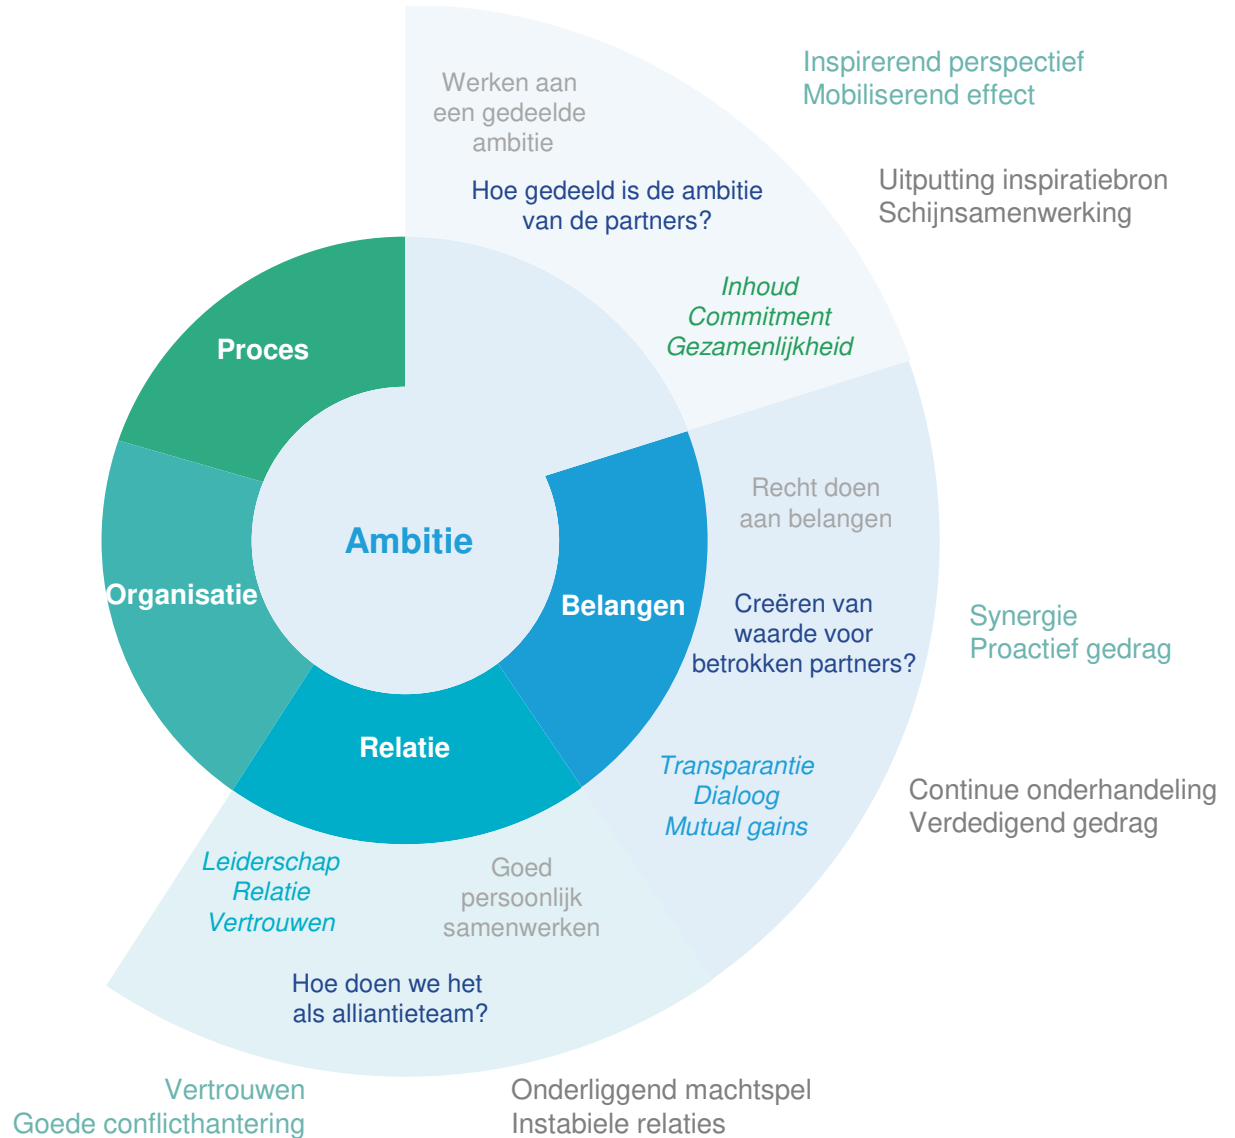 Inspirerend perspectief
Mobiliserend effect
Werken aan
een gedeelde
ambitie
Uitputting inspiratiebron
Schijnsamenwerking
Hoe gedeeld is de ambitie
van de partners?
Inhoud
Commitment
Gezamenlijkheid
Proces
Recht doen
aan belangen
Ambitie
Organisatie
Belangen
Creëren van
waarde voor
betrokken partners?
Synergie
Proactief gedrag
Relatie
Transparantie
Dialoog
Mutual gains
Continue onderhandeling
Verdedigend gedrag
Leiderschap
Relatie
Vertrouwen
Goed
persoonlijk
samenwerken
Hoe doen we het
als alliantieteam?
Vertrouwen
Goede conflicthantering
Onderliggend machtspel
Instabiele relaties